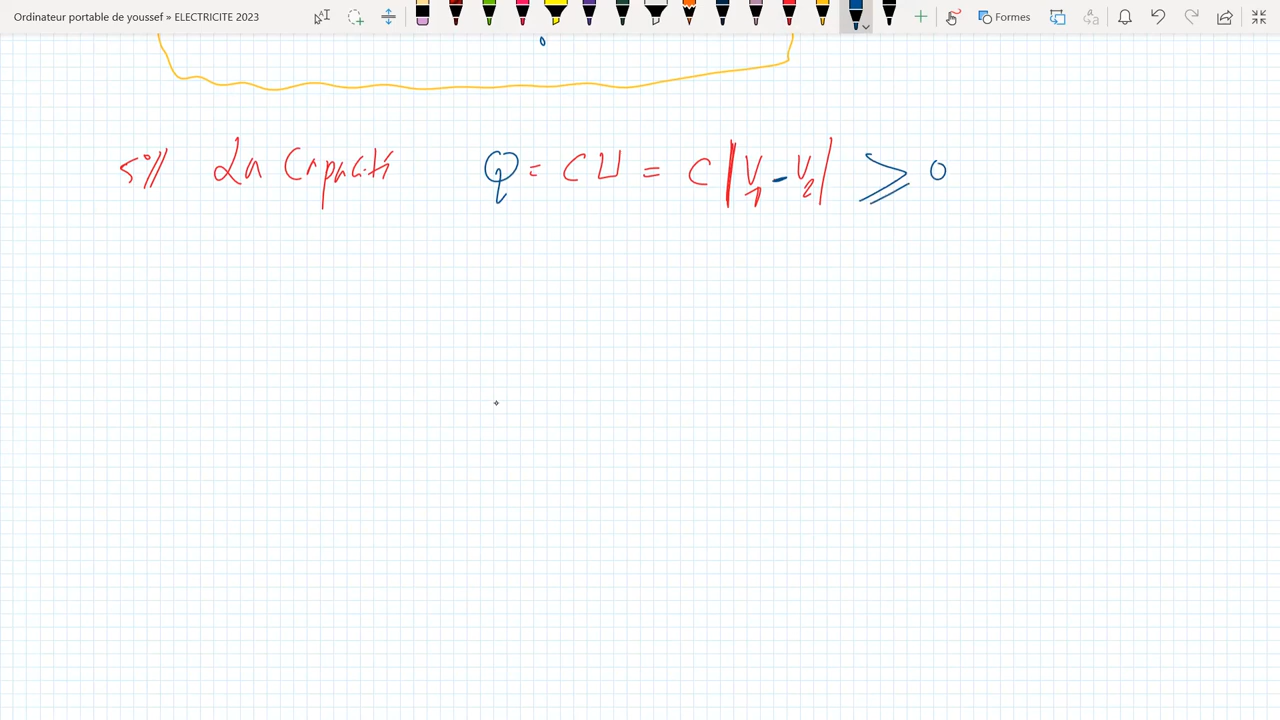 Ordinateur portable de youssef » ELECTRICITE 2023
Formes
5°// La Capacité Q = CU = C|V₁ - V₂| ⩾ 0